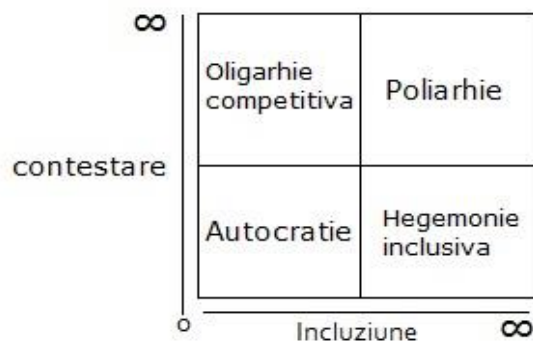 ∞
Oligarhie
competitiva
Poliarhie
contestare
Autocratie
Hegemonie
inclusiva
o
Incluziune
∞